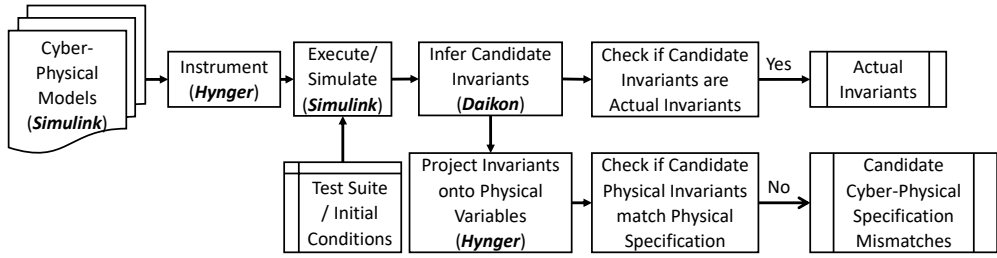 Cyber-
Physical
Models
(Simulink)
Instrument
(Hynger)
Execute/
Simulate
(Simulink)
Infer Candidate
Invariants
(Daikon)
Check if Candidate
Invariants are
Actual Invariants
Yes
Actual
Invariants
Test Suite
/ Initial
Conditions
Project Invariants
onto Physical
Variables
(Hynger)
Check if Candidate
Physical Invariants
match Physical
Specification
No
Candidate
Cyber-Physical
Specification
Mismatches